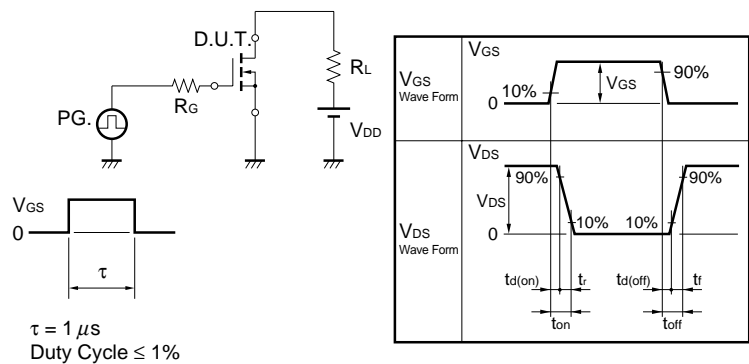 D.U.T.
RL
RG
PG.
VDD
VGS
0
τ
τ = 1 μs
Duty Cycle ≤ 1%
VGS
Wave Form
VGS
10%
VGS
90%
0
VDS
Wave Form
VDS
90%
90%
VDS
10%
10%
0
td(on)
tr
td(off)
tf
ton
toff